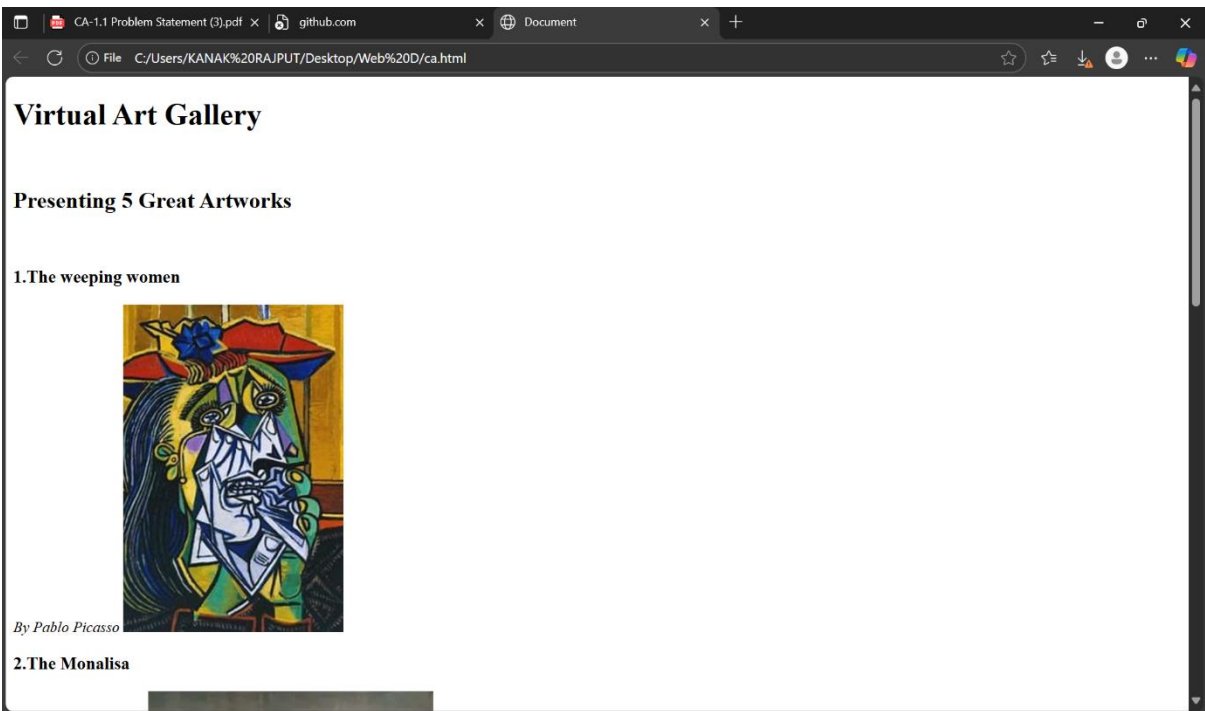 CA-1.1 Problem Statement (3).pdf
github.com
Document
File C:/Users/KANAK%20RAJPUT/Desktop/Web%20D/ca.html
Virtual Art Gallery
Presenting 5 Great Artworks
1.The weeping women
By Pablo Picasso
2.The Monalisa